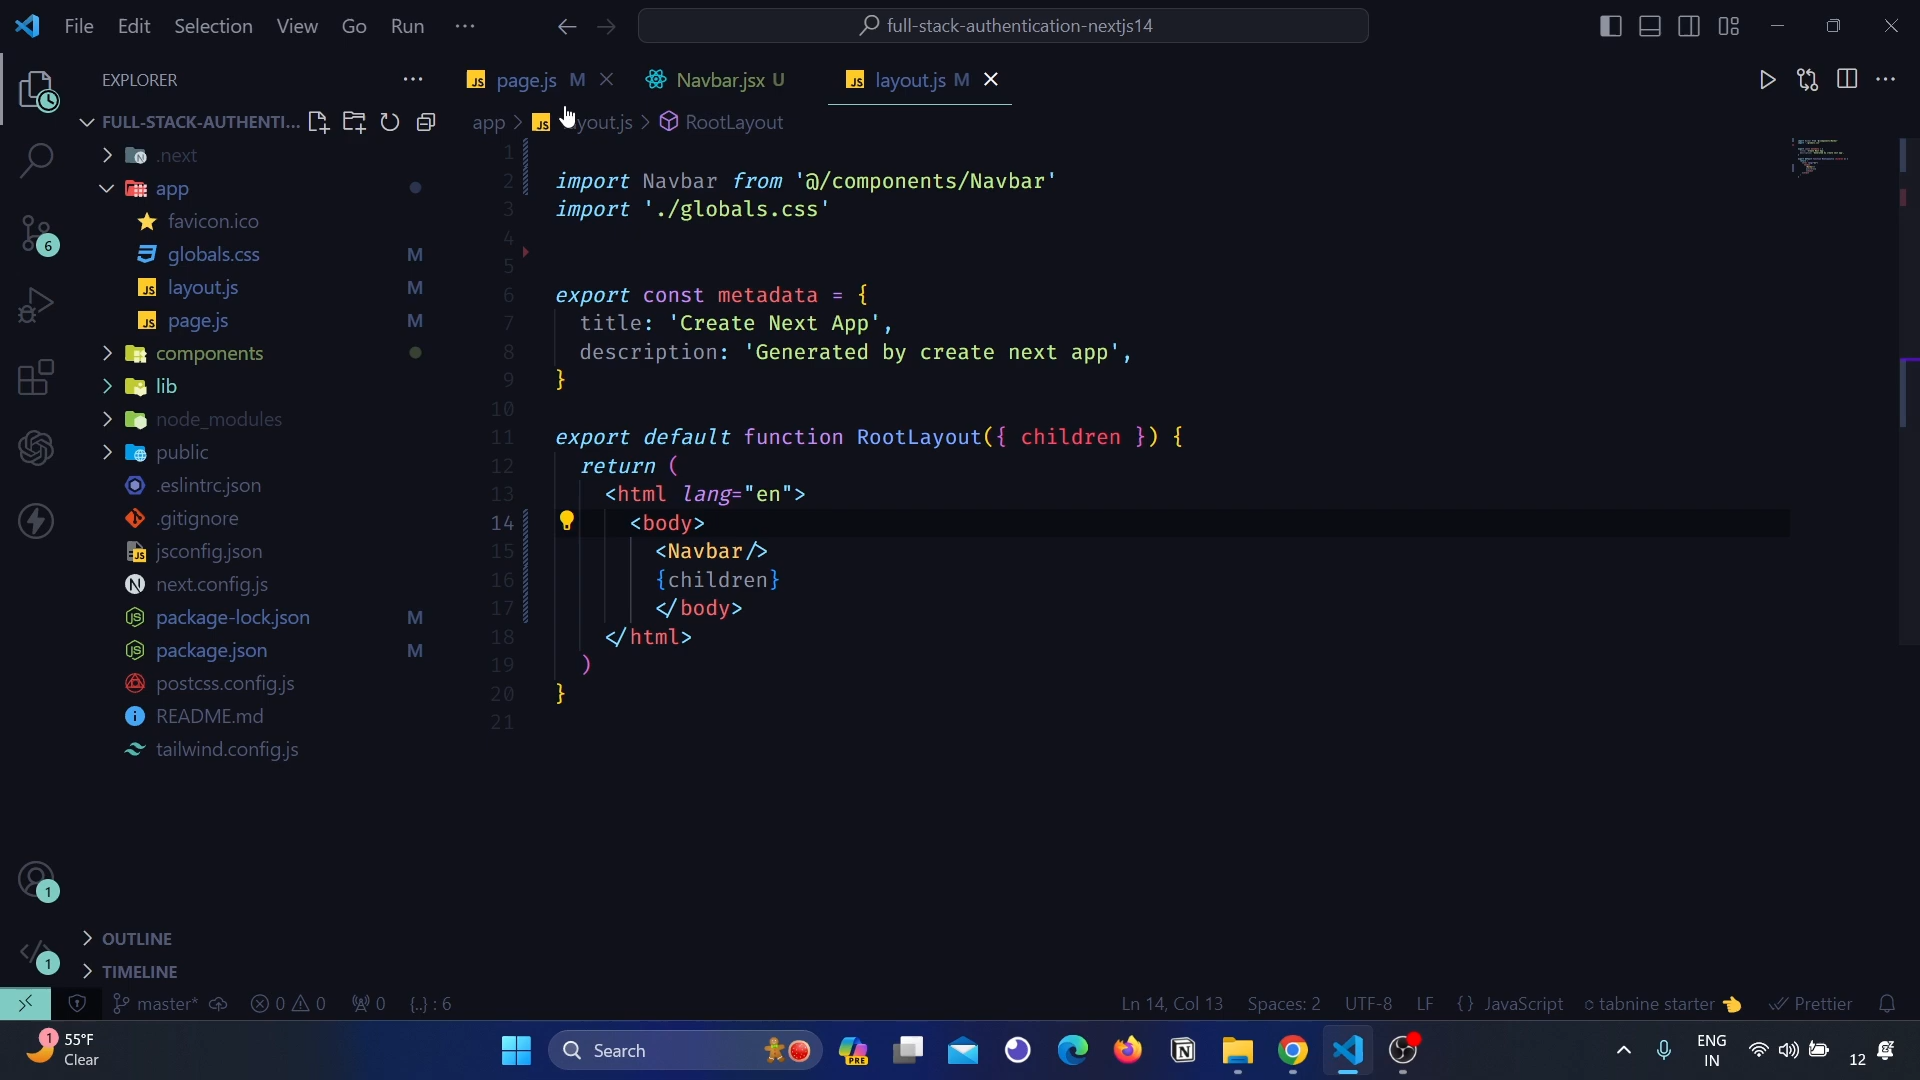 File Edit Selection View Go Run ···
full-stack-authentication-nextjs14
EXPLORER
page.js M
Navbar.jsx U
layout.js M
FULL-STACK-AUTHENTI...
app > JS yout.js > RootLayout
.next
app
favicon.ico
globals.css M
layout.js M
page.js M
components
lib
node_modules
public
.eslintrc.json
.gitignore
jsconfig.json
next.config.js
package-lock.json M
package.json M
postcss.config.js
README.md
tailwind.config.js
6
1
1
OUTLINE
TIMELINE
1
2 import Navbar from '@/components/Navbar'
3 import './globals.css'
4
5
6 export const metadata = {
7 title: 'Create Next App',
8 description: 'Generated by create next app',
9 }
10
11 export default function RootLayout({ children }) {
12 return (
13 <html lang="en">
14 <body>
15 <Navbar/>
16 {children}
17 </body>
18 </html>
19 )
20 }
21
master* 0 0 0 {..} : 6
Ln 14, Col 13 Spaces: 2 UTF-8 LF {} JavaScript tabnine starter Prettier
1 55°F
Clear
Search
PRE
ENG
IN
12